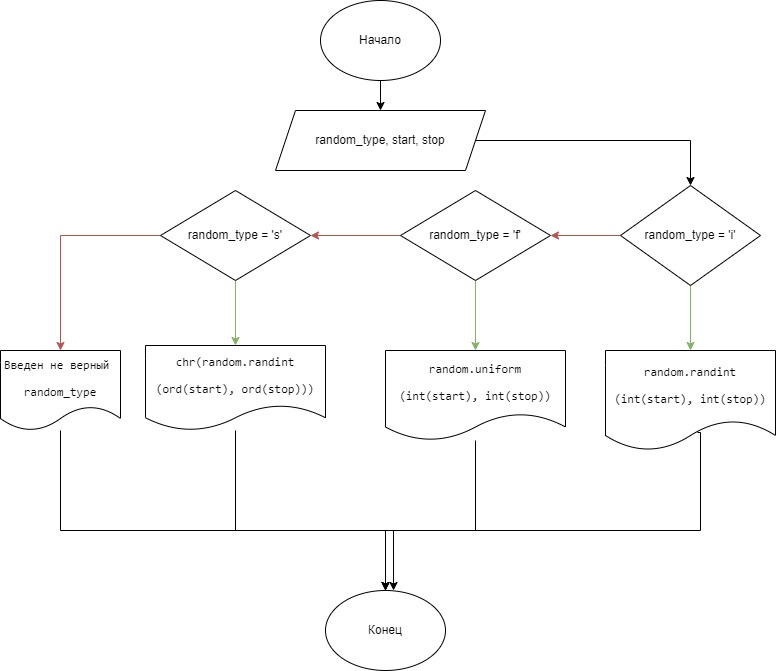 Начало
random_type, start, stop
random_type = 's'
random_type = 'f'
random_type = 'i'
Введен не верный
random_type
chr(random.randint
(ord(start), ord(stop)))
random.uniform
(int(start), int(stop))
random.randint
(int(start), int(stop))
Конец